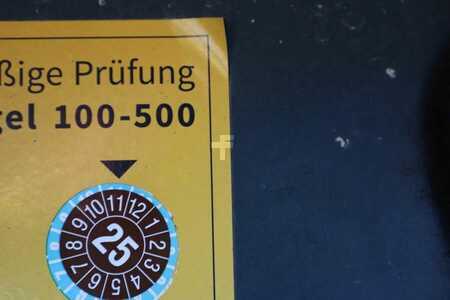 ßige Prüfung
gel 100-500
10 11 12 1 2 3 4 5 6 7 8 9
25